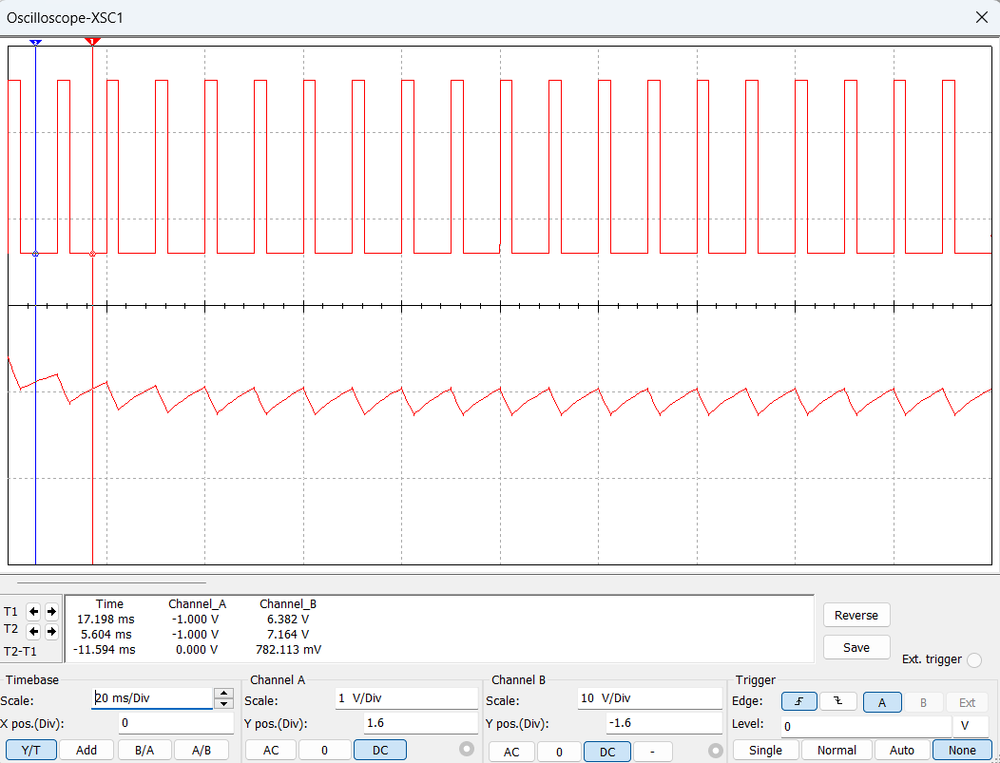 Oscilloscope-XSC1
2 1
T1
T2
T2-T1
Time Channel_A Channel_B
17.198 ms -1.000 V 6.382 V
5.604 ms -1.000 V 7.164 V
-11.594 ms 0.000 V 782.113 mV
Reverse
Save
Ext. trigger
Timebase
Scale: 20 ms/Div
X pos.(Div): 0
Y/T Add B/A A/B
Channel A
Scale: 1 V/Div
Y pos.(Div): 1.6
AC 0 DC
Channel B
Scale: 10 V/Div
Y pos.(Div): -1.6
AC 0 DC -
Trigger
Edge: A B Ext
Level: 0 V
Single Normal Auto None